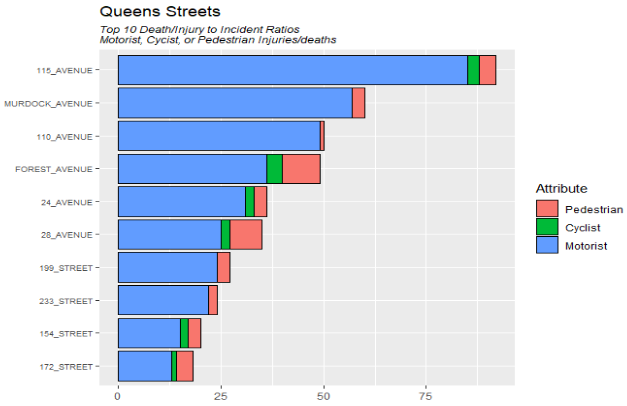 Queens Streets
Top 10 Death/Injury to Incident Ratios
Motorist, Cycist, or Pedestrian Injuries/deaths
115_AVENUE
MURDOCK_AVENUE
110_AVENUE
FOREST_AVENUE
24_AVENUE
28_AVENUE
199_STREET
233_STREET
154_STREET
172_STREET
0 25 50 75
Attribute
Pedestrian
Cyclist
Motorist